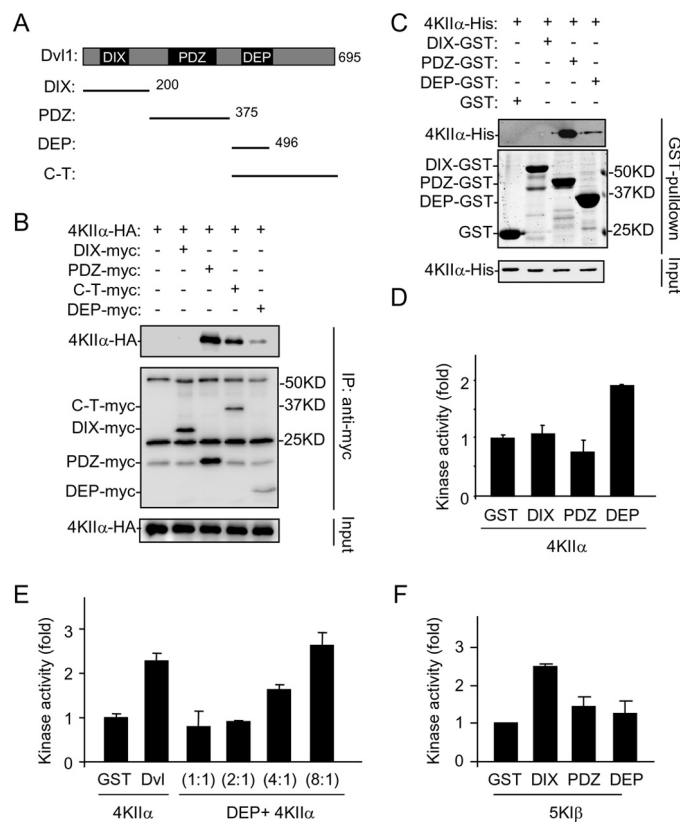 A
Dvl1: DIX PDZ DEP 695
DIX: 200
PDZ: 375
DEP: 496
C-T:
B
4KIIα-HA: + + + + +
DIX-myc: - + - - -
PDZ-myc: - - + - -
C-T-myc: - - - + -
DEP-myc: - - - - +
4KIIα-HA-
-50KD
C-T-myc -37KD
DIX-myc
-25KD
PDZ-myc
DEP-myc
IP: anti-myc
4KIIα-HA-
Input
C
4KIIα-His: + + + +
DIX-GST: - + - -
PDZ-GST: - - + -
DEP-GST: - - - +
GST: + - - -
4KIIα-His
DIX-GST -50KD
PDZ-GST -37KD
DEP-GST
GST -25KD
GST-pulldown
4KIIα-His
Input
D
Kinase activity (fold)
2
1
0
GST DIX PDZ DEP
4KIIα
E
Kinase activity (fold)
3
2
1
0
GST Dvl (1:1) (2:1) (4:1) (8:1)
4KIIα DEP+ 4KIIα
F
Kinase activity (fold)
3
2
1
0
GST DIX PDZ DEP
5KIβ